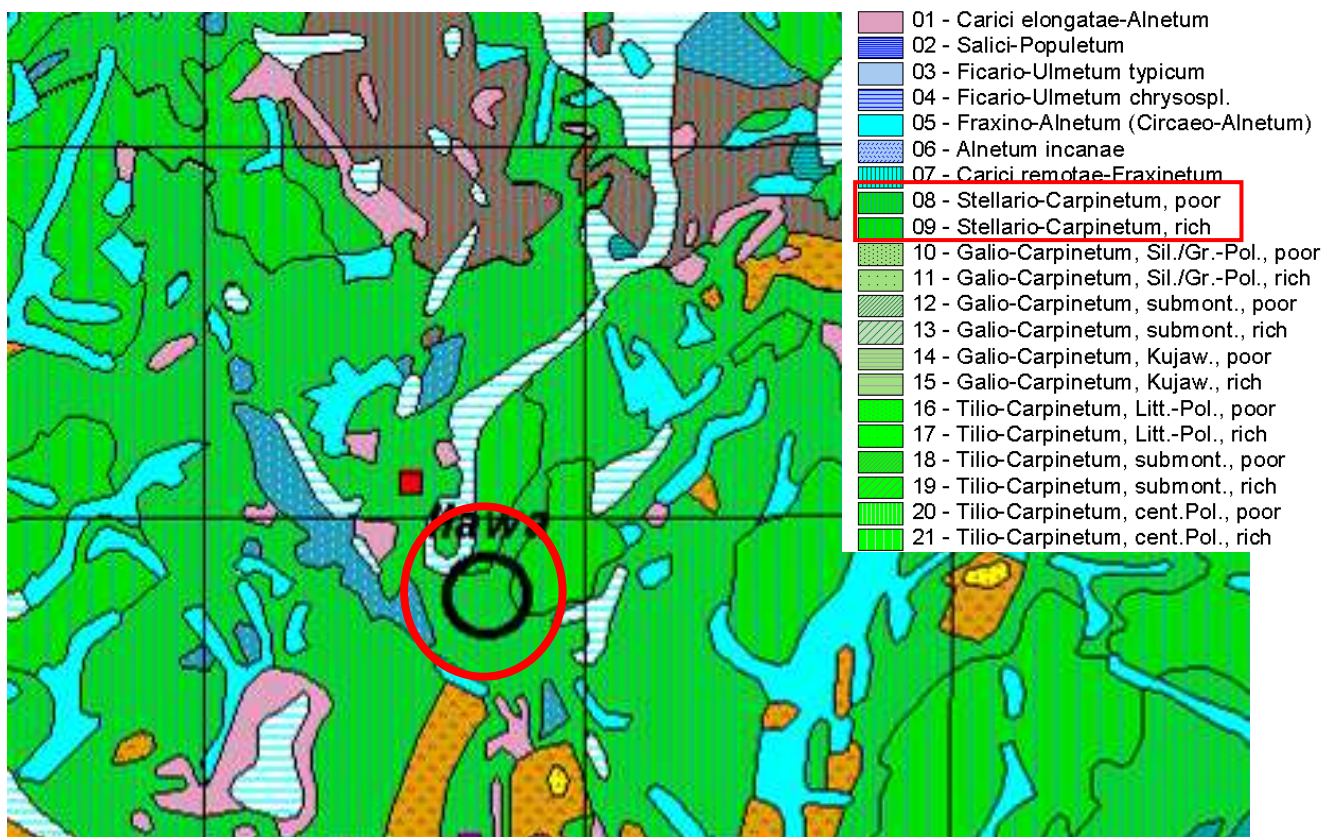 01 - Carici elongatae-Alnetum
02 - Salici-Populetum
03 - Ficario-Ulmetum typicum
04 - Ficario-Ulmetum chrysospl.
05 - Fraxino-Alnetum (Circaeo-Alnetum)
06 - Alnetum incanae
07 - Carici remotae-Fraxinetum
08 - Stellario-Carpinetum, poor
09 - Stellario-Carpinetum, rich
10 - Galio-Carpinetum, Sil./Gr.-Pol., poor
11 - Galio-Carpinetum, Sil./Gr.-Pol., rich
12 - Galio-Carpinetum, submont., poor
13 - Galio-Carpinetum, submont., rich
14 - Galio-Carpinetum, Kujaw., poor
15 - Galio-Carpinetum, Kujaw., rich
16 - Tilio-Carpinetum, Litt.-Pol., poor
17 - Tilio-Carpinetum, Litt.-Pol., rich
18 - Tilio-Carpinetum, submont., poor
19 - Tilio-Carpinetum, submont., rich
20 - Tilio-Carpinetum, cent.Pol., poor
21 - Tilio-Carpinetum, cent.Pol., rich
Iława